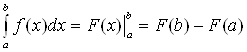 ∫ₐᵇ f(x)dx = F(x)|ₐᵇ = F(b) − F(a)